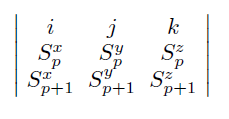 | i j k |
| S_p^x S_p^y S_p^z |
| S_{p+1}^x S_{p+1}^y S_{p+1}^z |